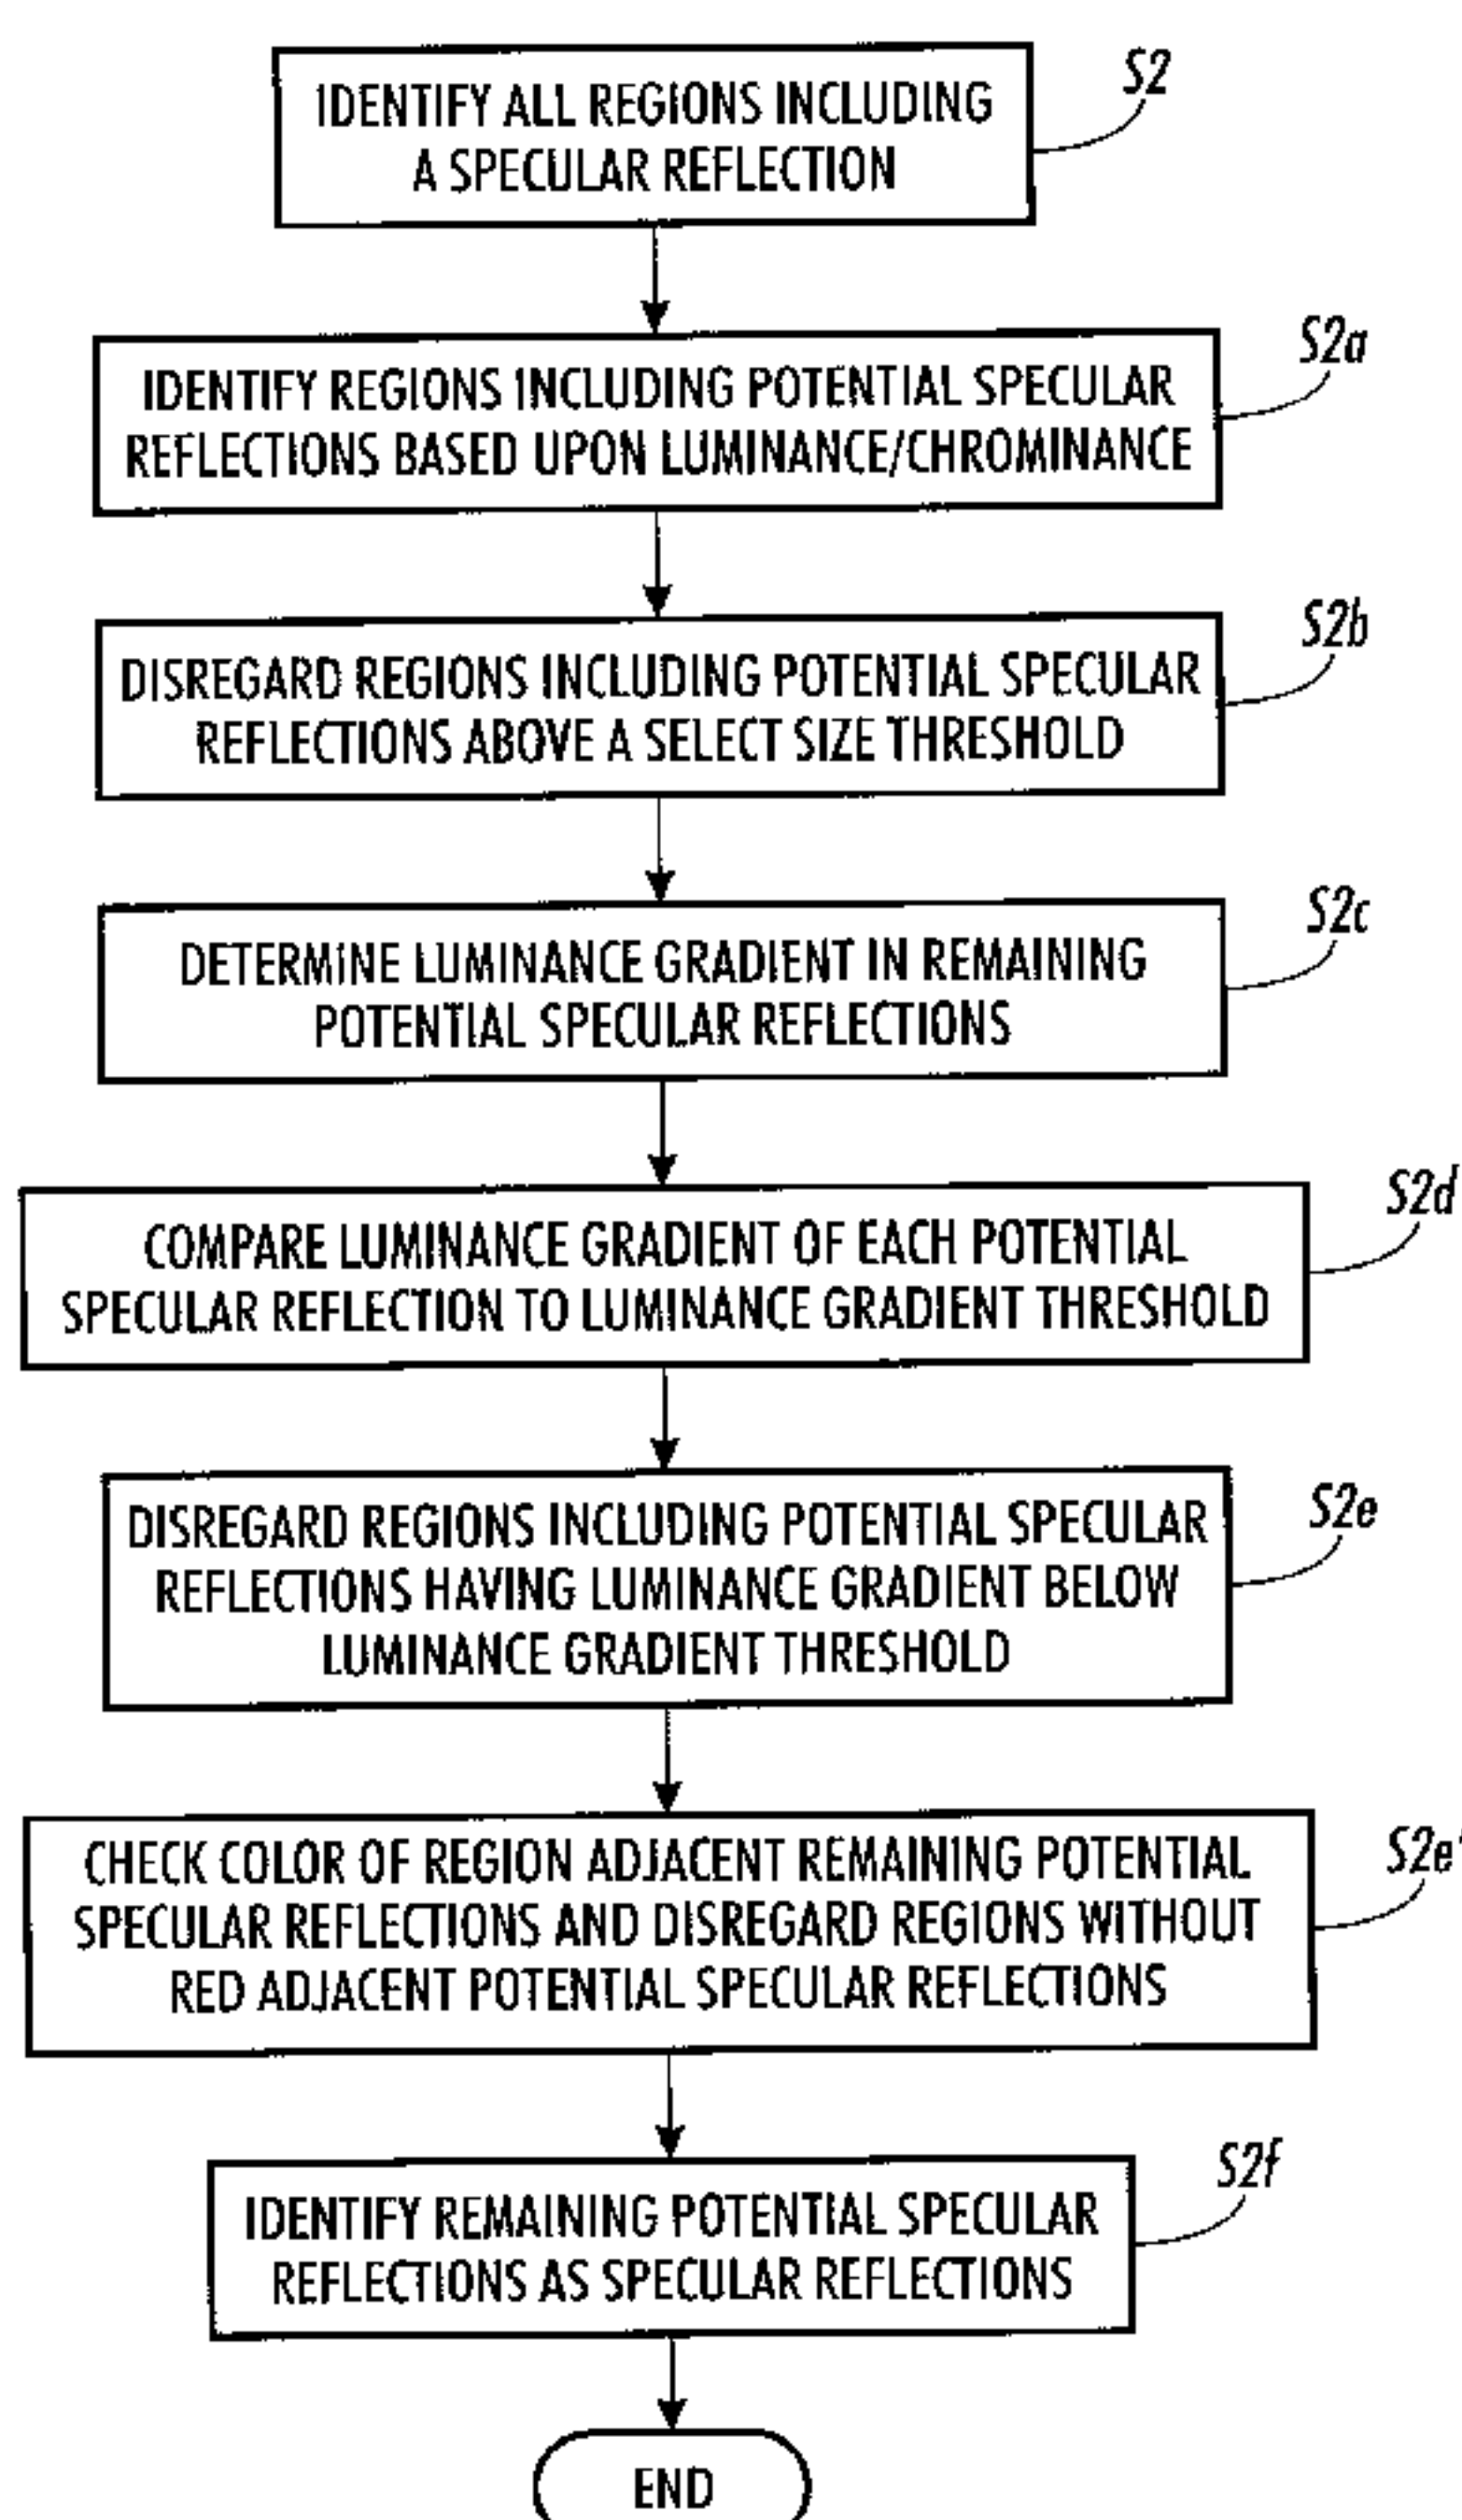 IDENTIFY ALL REGIONS INCLUDING
A SPECULAR REFLECTION
S2
IDENTIFY REGIONS INCLUDING POTENTIAL SPECULAR
REFLECTIONS BASED UPON LUMINANCE/CHROMINANCE
S2a
DISREGARD REGIONS INCLUDING POTENTIAL SPECULAR
REFLECTIONS ABOVE A SELECT SIZE THRESHOLD
S2b
DETERMINE LUMINANCE GRADIENT IN REMAINING
POTENTIAL SPECULAR REFLECTIONS
S2c
COMPARE LUMINANCE GRADIENT OF EACH POTENTIAL
SPECULAR REFLECTION TO LUMINANCE GRADIENT THRESHOLD
S2d
DISREGARD REGIONS INCLUDING POTENTIAL SPECULAR
REFLECTIONS HAVING LUMINANCE GRADIENT BELOW
LUMINANCE GRADIENT THRESHOLD
S2e
CHECK COLOR OF REGION ADJACENT REMAINING POTENTIAL
SPECULAR REFLECTIONS AND DISREGARD REGIONS WITHOUT
RED ADJACENT POTENTIAL SPECULAR REFLECTIONS
S2e'
IDENTIFY REMAINING POTENTIAL SPECULAR
REFLECTIONS AS SPECULAR REFLECTIONS
S2f
END